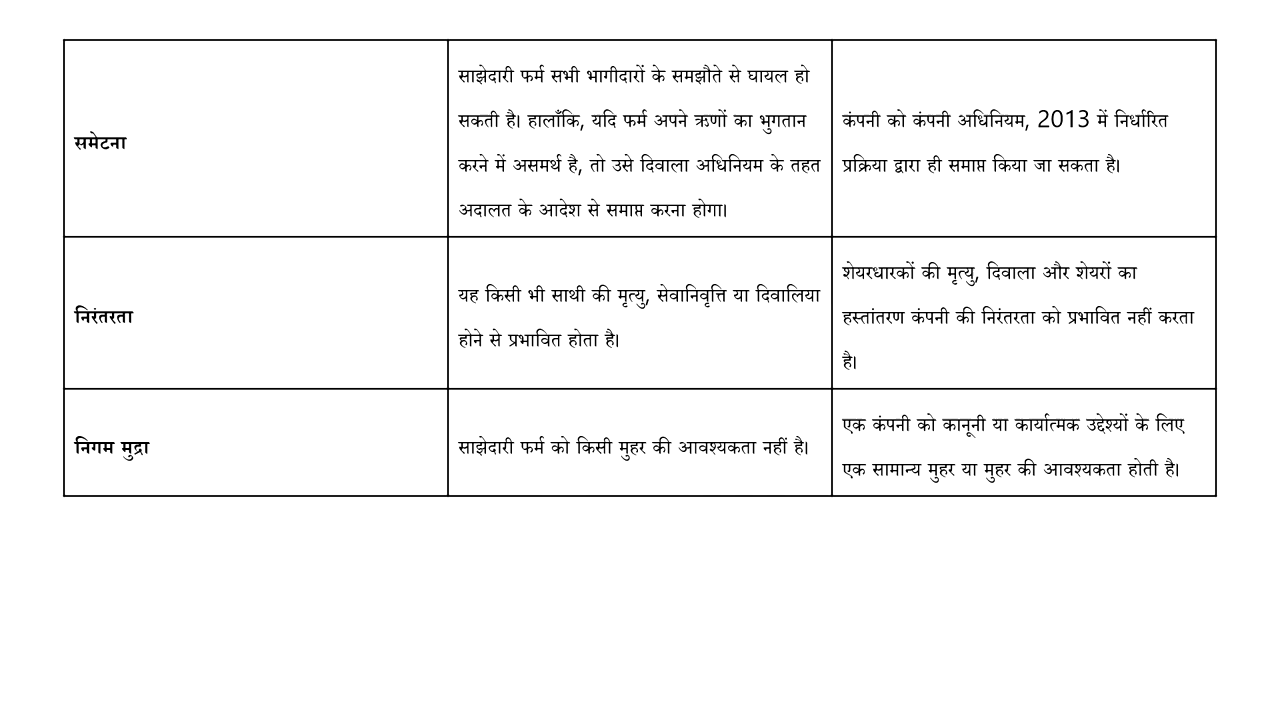 समेटना
साझेदारी फर्म सभी भागीदारों के समझौते से घायल हो
सकती है। हालाँकि, यदि फर्म अपने ऋणों का भुगतान
करने में असमर्थ है, तो उसे दिवाला अधिनियम के तहत
अदालत के आदेश से समाप्त करना होगा।
कंपनी को कंपनी अधिनियम, 2013 में निर्धारित
प्रक्रिया द्वारा ही समाप्त किया जा सकता है।
निरंतरता
यह किसी भी साथी की मृत्यु, सेवानिवृत्ति या दिवालिया
होने से प्रभावित होता है।
शेयरधारकों की मृत्यु, दिवाला और शेयरों का
हस्तांतरण कंपनी की निरंतरता को प्रभावित नहीं करता
है।
निगम मुद्रा
साझेदारी फर्म को किसी मुहर की आवश्यकता नहीं है।
एक कंपनी को कानूनी या कार्यात्मक उद्देश्यों के लिए
एक सामान्य मुहर या मुहर की आवश्यकता होती है।